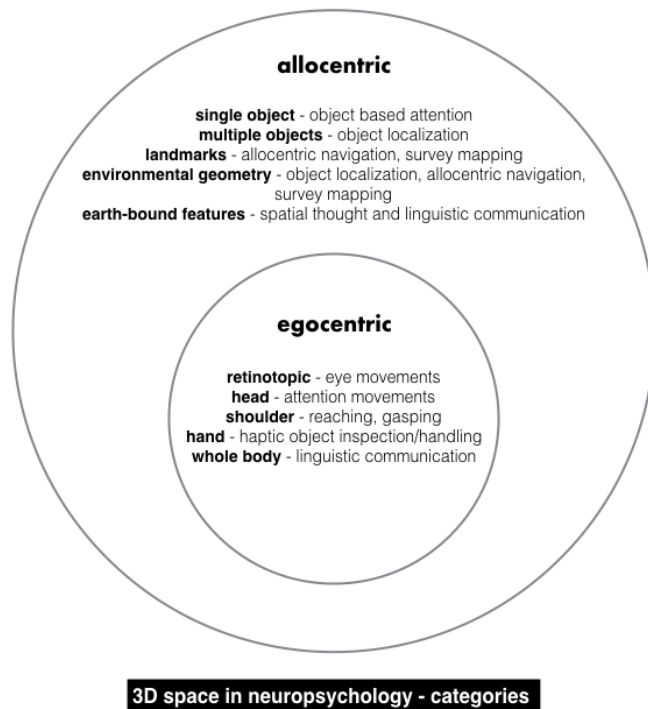 allocentric
single object - object based attention
multiple objects - object localization
landmarks - allocentric navigation, survey mapping
environmental geometry - object localization, allocentric navigation,
survey mapping
earth-bound features - spatial thought and linguistic communication
egocentric
retinotopic - eye movements
head - attention movements
shoulder - reaching, gasping
hand - haptic object inspection/handling
whole body - linguistic communication
3D space in neuropsychology - categories